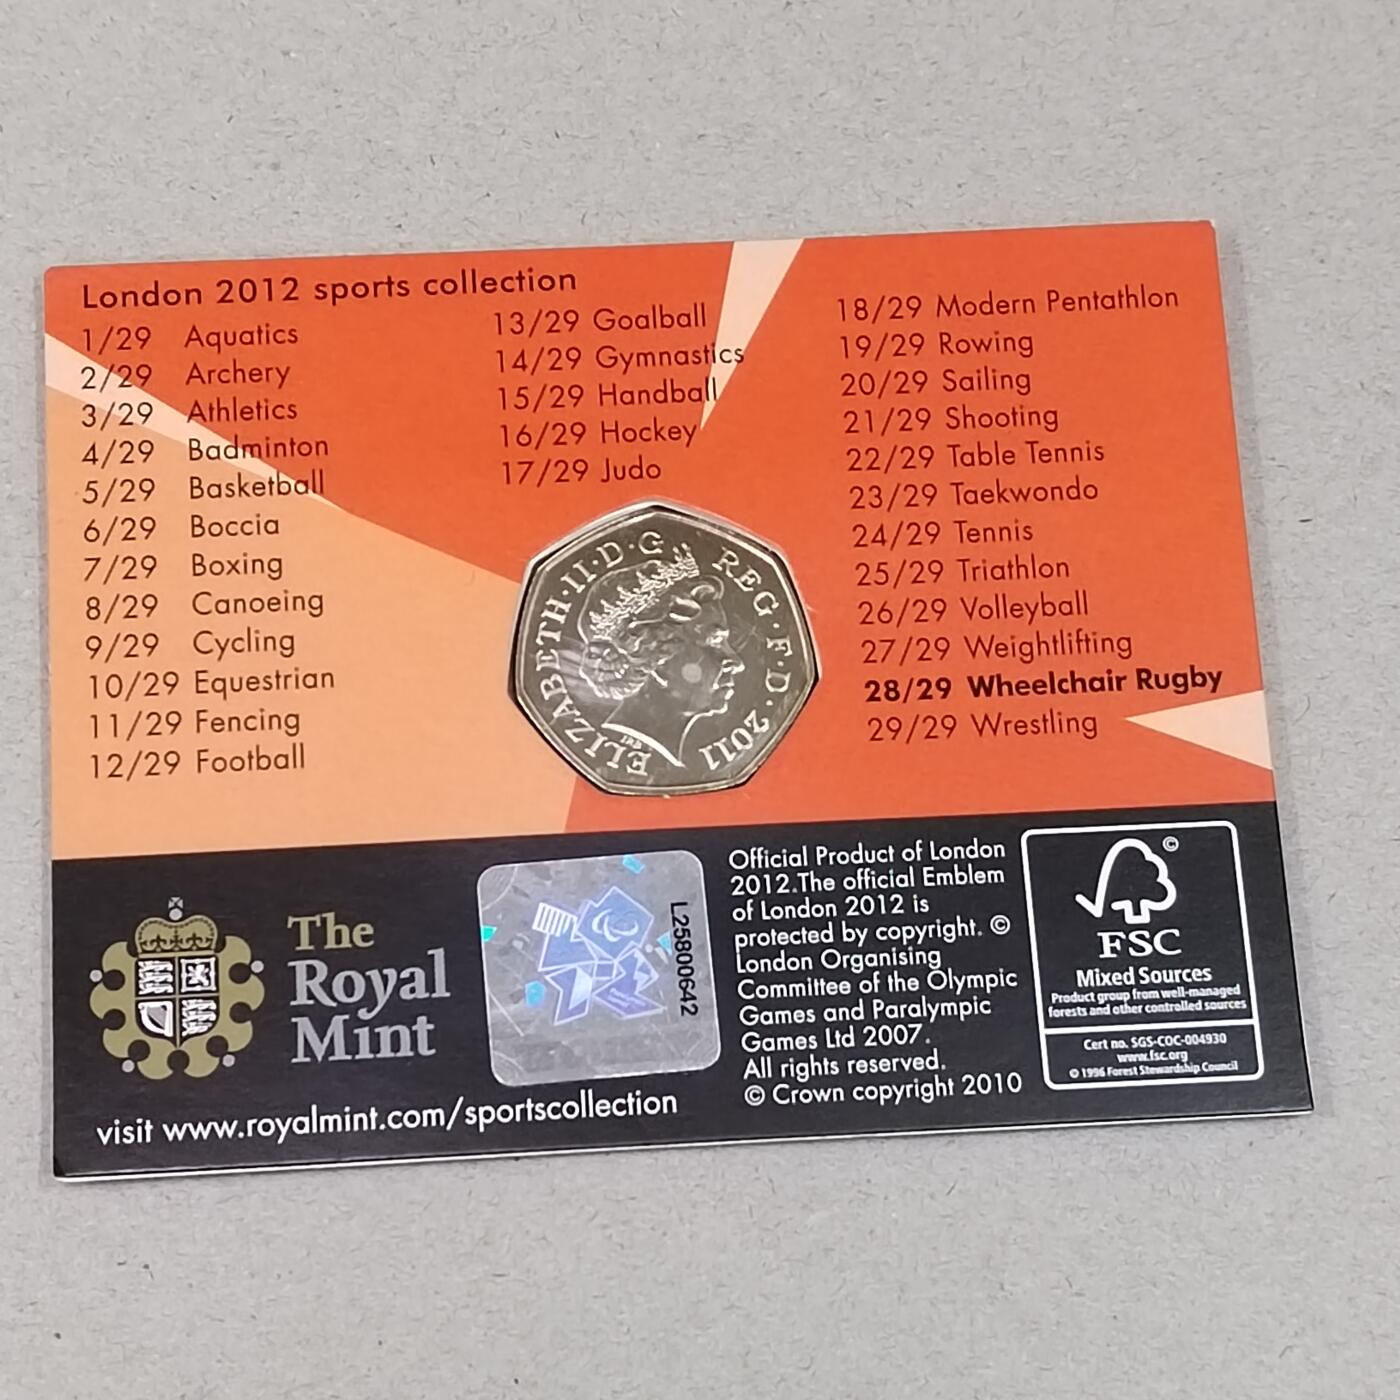 London 2012 sports collection
1/29 Aquatics
2/29 Archery
3/29 Athletics
4/29 Badminton
5/29 Basketball
6/29 Boccia
7/29 Boxing
8/29 Canoeing
9/29 Cycling
10/29 Equestrian
11/29 Fencing
12/29 Football
13/29 Goalball
14/29 Gymnastics
15/29 Handball
16/29 Hockey
17/29 Judo
18/29 Modern Pentathlon
19/29 Rowing
20/29 Sailing
21/29 Shooting
22/29 Table Tennis
23/29 Taekwondo
24/29 Tennis
25/29 Triathlon
26/29 Volleyball
27/29 Weightlifting
28/29 Wheelchair Rugby
29/29 Wrestling
ELIZABETH·II·D·G REG·F·D·2011
IRB
The
Royal
Mint
visit www.royalmint.com/sportscollection
L25800642
Official Product of London
2012.The official Emblem
of London 2012 is
protected by copyright. ©
London Organising
Committee of the Olympic
Games and Paralympic
Games Ltd 2007.
All rights reserved.
© Crown copyright 2010
©
FSC
Mixed Sources
Product group from well-managed
forests and other controlled sources
Cert no. SGS-COC-004930
www.fsc.org
© 1996 Forest Stewardship Council